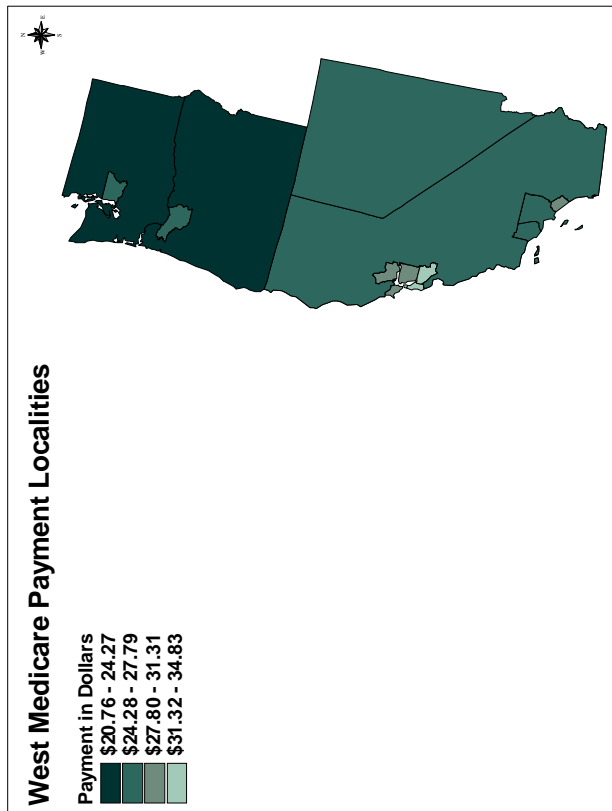 West Medicare Payment Localities
Payment in Dollars
$20.76 - 24.27
$24.28 - 27.79
$27.80 - 31.31
$31.32 - 34.83
N
W E
S